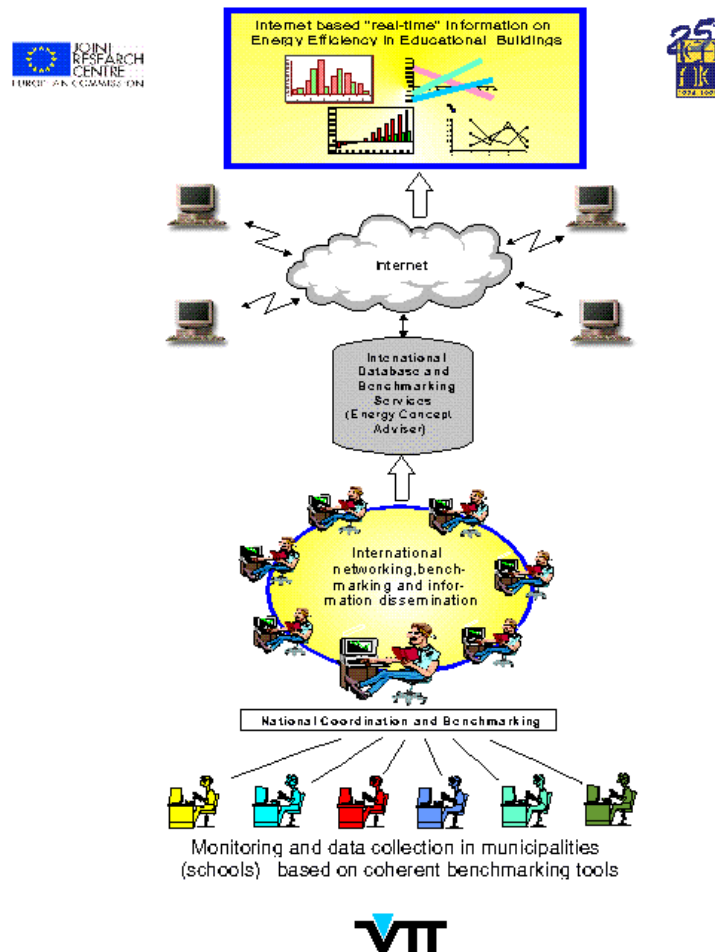 Internet based "real-time" Information on
Energy Efficiency in Educational Buildings
JOINT
RESEARCH
CENTRE
EUROPEAN COMMISSION
25
Internet
International
Database and
Benchmarking
Services
(Energy Concept
Adviser)
International
networking, bench-
marking and infor-
mation dissemination
National Coordination and Benchmarking
Monitoring and data collection in municipalities
(schools) based on coherent benchmarking tools
VTT